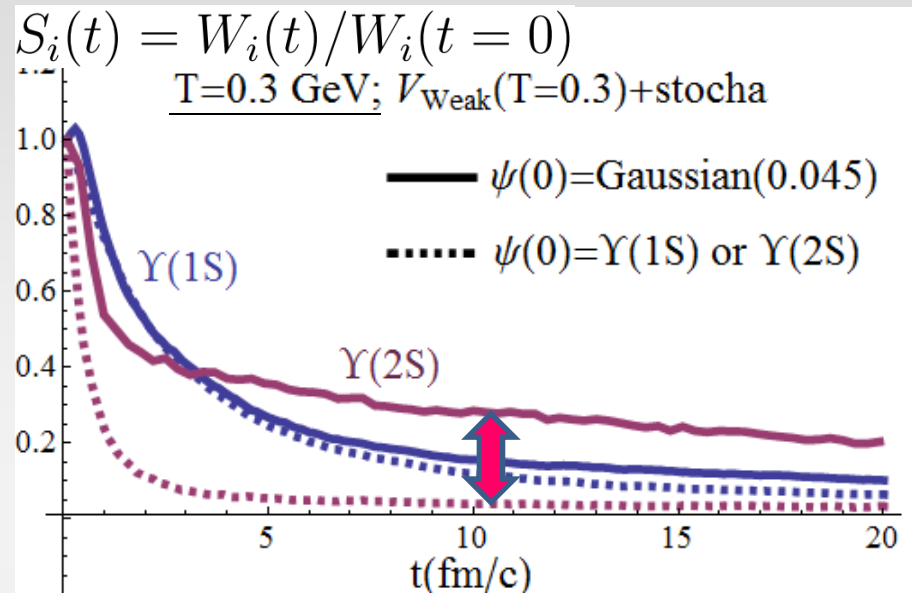 S_i(t) = W_i(t)/W_i(t = 0)
T=0.3 GeV; V_Weak(T=0.3)+stocha
1.0
ψ(0)=Gaussian(0.045)
0.8
ψ(0)=ϒ(1S) or ϒ(2S)
ϒ(1S)
0.6
0.4
ϒ(2S)
0.2
5 10 15 20
t(fm/c)